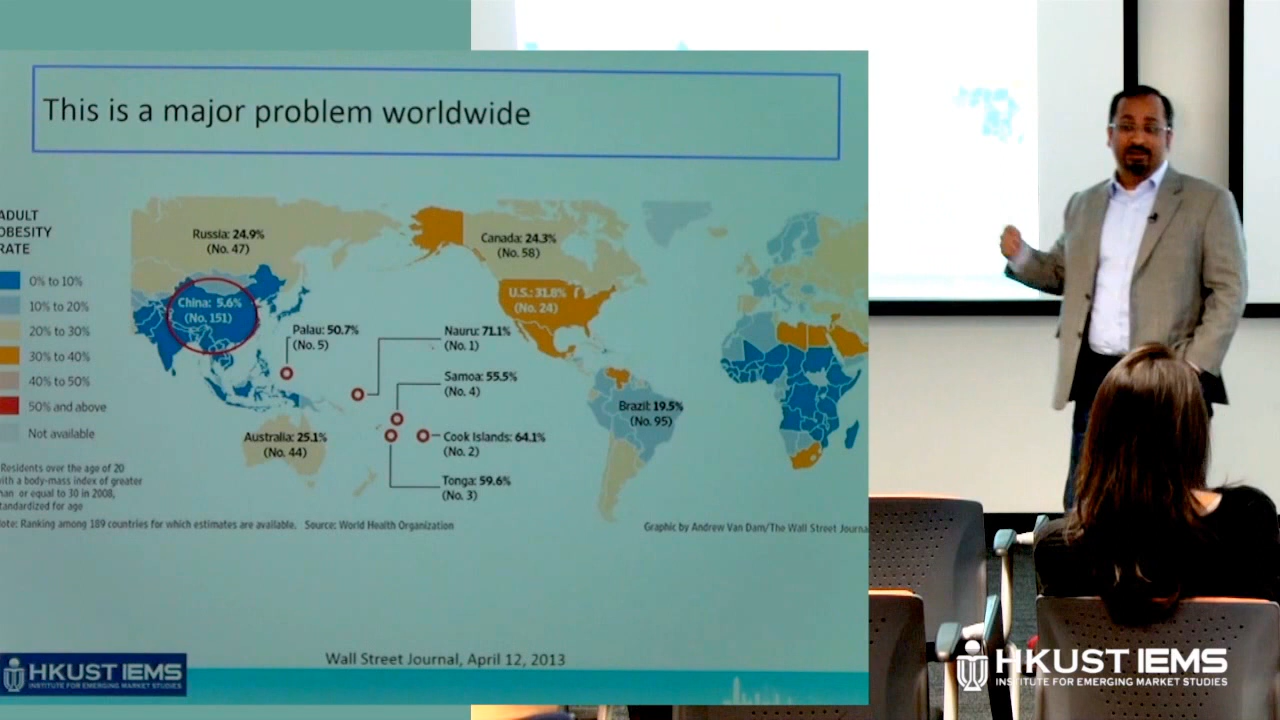 This is a major problem worldwide
ADULT
OBESITY
RATE
0% to 10%
10% to 20%
20% to 30%
30% to 40%
40% to 50%
50% and above
Not available
Residents over the age of 20
with a body-mass index of greater
than or equal to 30 in 2008,
standardized for age
Note: Ranking among 189 countries for which estimates are available. Source: World Health Organization
Russia: 24.9%
(No. 47)
China: 5.6%
(No. 151)
Palau: 50.7%
(No. 5)
Australia: 25.1%
(No. 44)
Canada: 24.3%
(No. 58)
U.S.: 31.8%
(No. 24)
Nauru: 71.1%
(No. 1)
Samoa: 55.5%
(No. 4)
Cook Islands: 64.1%
(No. 2)
Tonga: 59.6%
(No. 3)
Brazil: 19.5%
(No. 95)
Graphic by Andrew Van Dam/The Wall Street Journa
Wall Street Journal, April 12, 2013
HKUST IEMS
INSTITUTE FOR EMERGING MARKET STUDIES
HKUST IEMS
INSTITUTE FOR EMERGING MARKET STUDIES